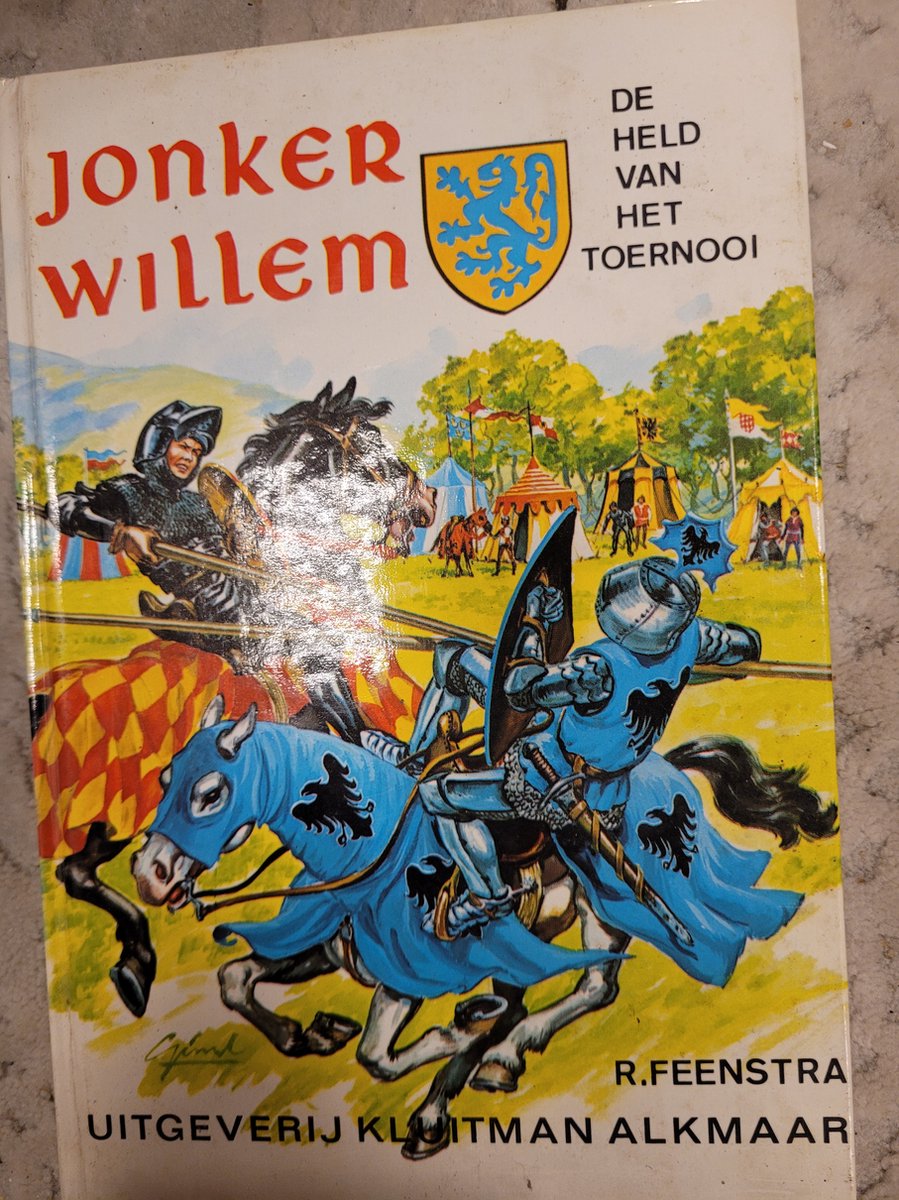 JONKER
WILLEM
DE
HELD
VAN
HET
TOERNOOI
R.FEENSTRA
UITGEVERIJ KLUITMAN ALKMAAR